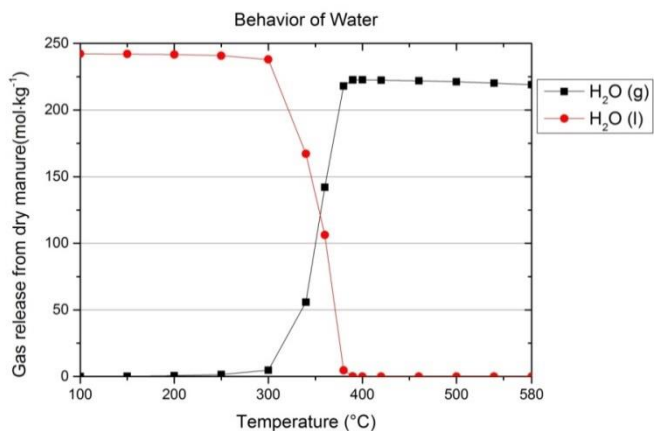 Behavior of Water
Gas release from dry manure(mol·kg⁻¹)
250
200
150
100
50
0
100
200
300
400
500
580
Temperature (°C)
H₂O (g)
H₂O (l)